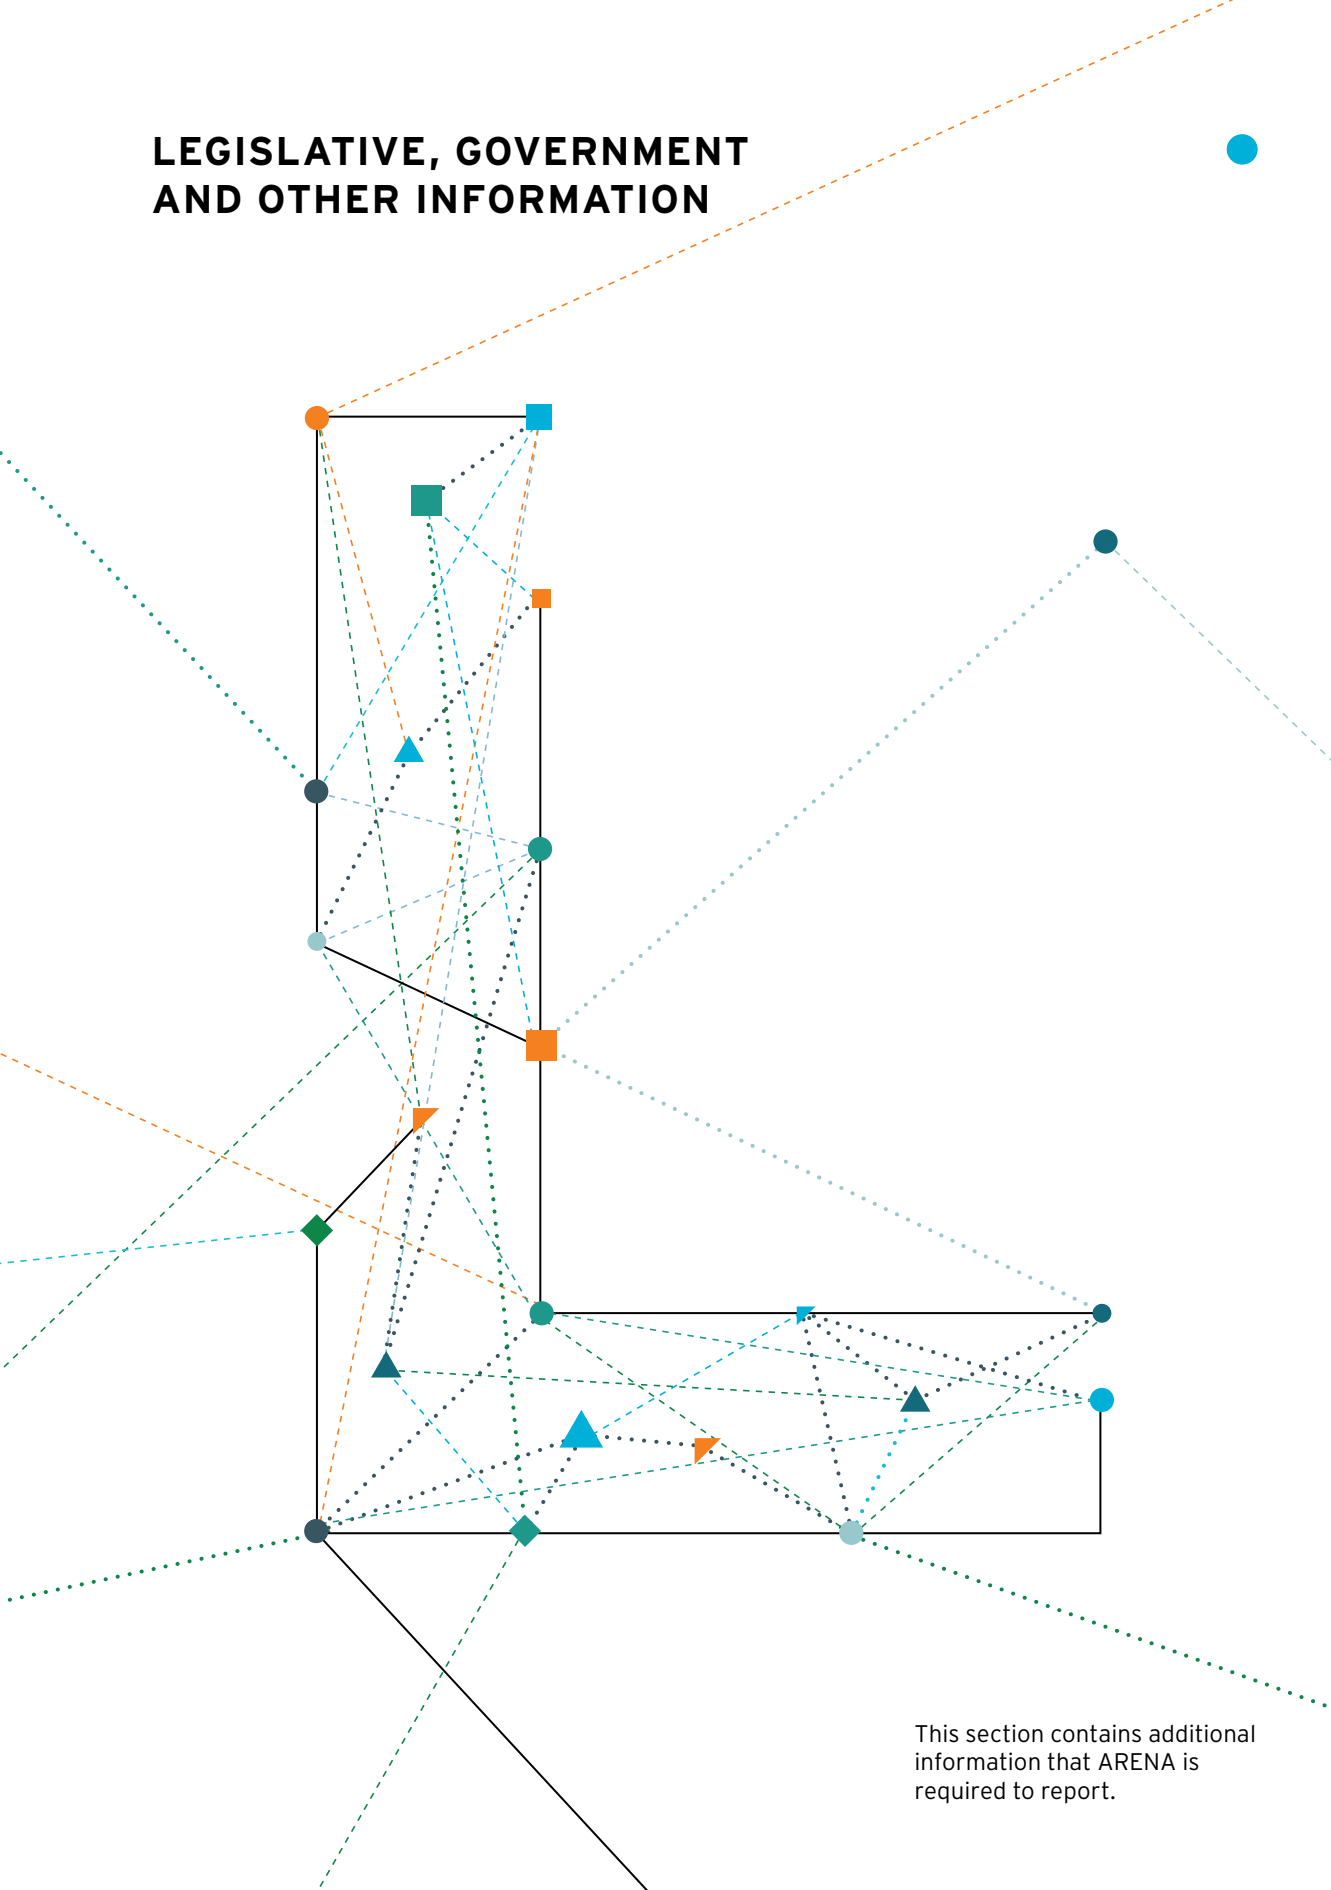 LEGISLATIVE, GOVERNMENT
AND OTHER INFORMATION
This section contains additional
information that ARENA is
required to report.